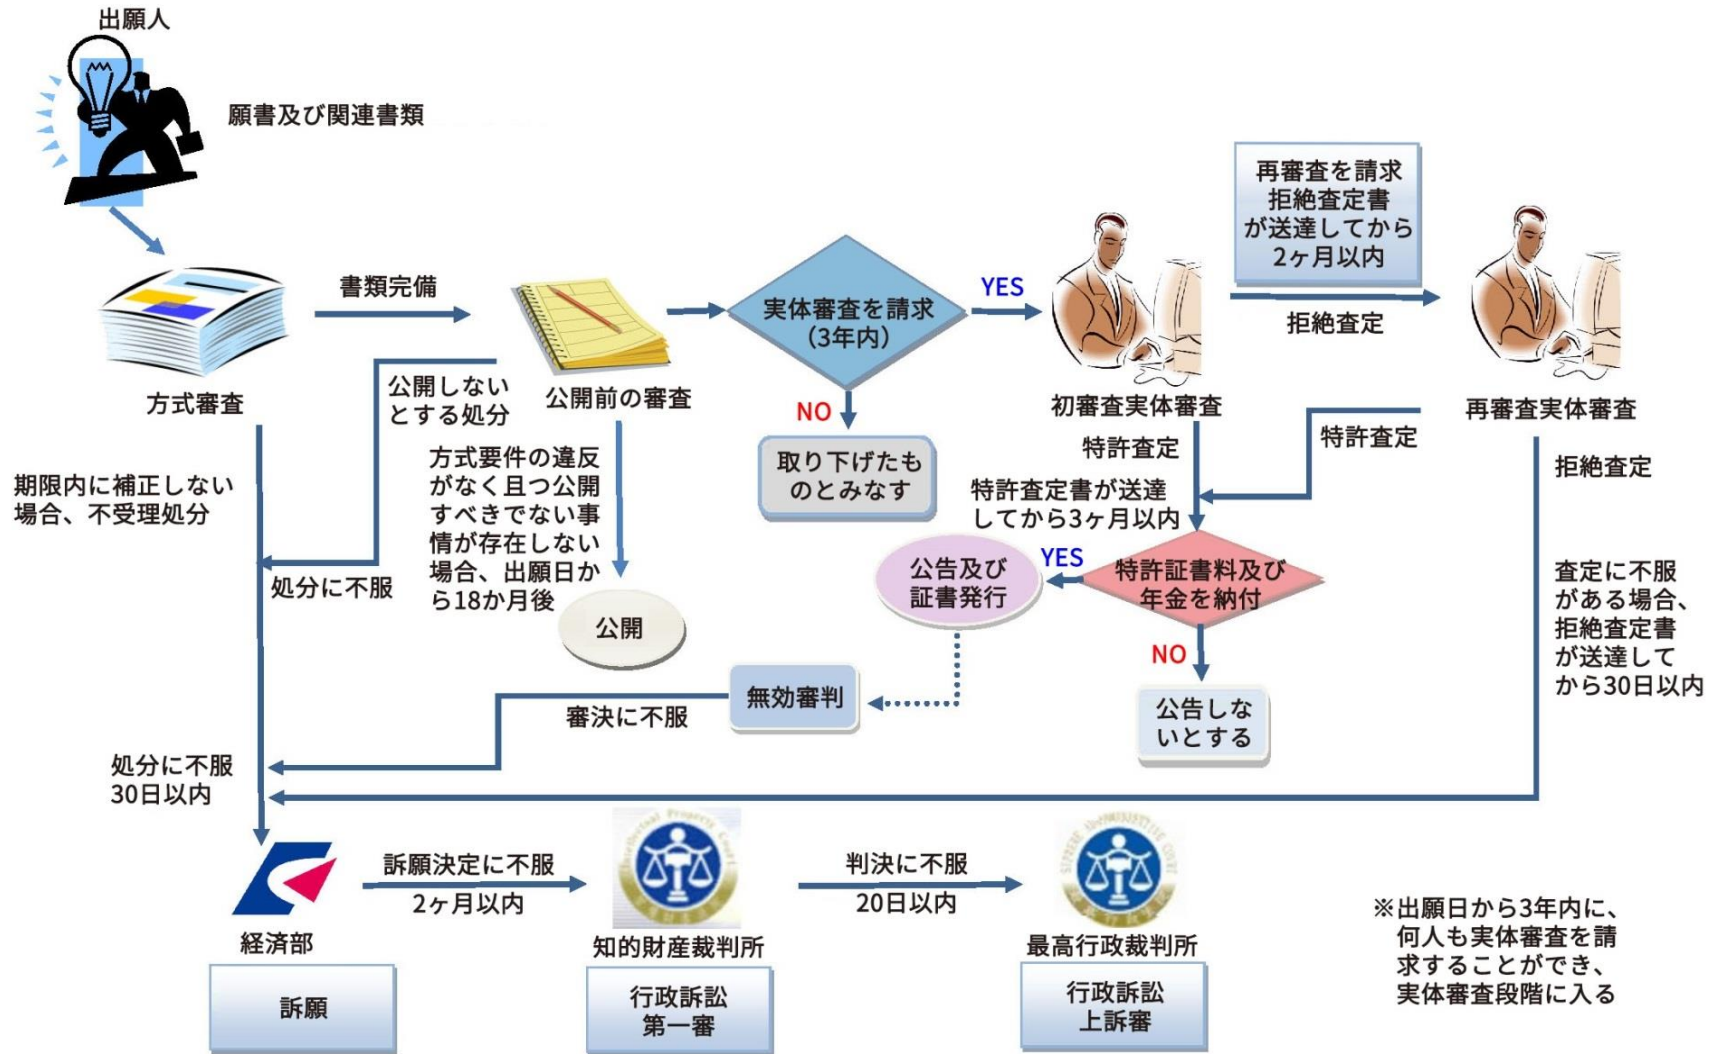 出願人
願書及び関連書類
再審査を請求
拒絶査定書
が送達してから
2ヶ月以内
書類完備
実体審査を請求
(3年内)
YES
拒絶査定
方式審査
公開しない
とする処分
公開前の審査
NO
初審査実体審査
再審査実体審査
特許査定
特許査定
拒絶査定
取り下げたも
のとみなす
期限内に補正しない
場合、不受理処分
方式要件の違反
がなく且つ公開
すべきでない事
情が存在しない
場合、出願日か
ら18か月後
特許査定書が送達
してから3ヶ月以内
処分に不服
公告及び
証書発行
YES
特許証書料及び
年金を納付
査定に不服
がある場合、
拒絶査定書
が送達して
から30日以内
公開
NO
無効審判
審決に不服
公告しな
いとする
処分に不服
30日以内
訴願決定に不服
2ヶ月以内
Intellectual Property Court
判決に不服
20日以内
経済部
知的財産裁判所
最高行政裁判所
訴願
行政訴訟
第一審
行政訴訟
上訴審
※出願日から3年内に、
何人も実体審査を請
求することができ、
実体審査段階に入る